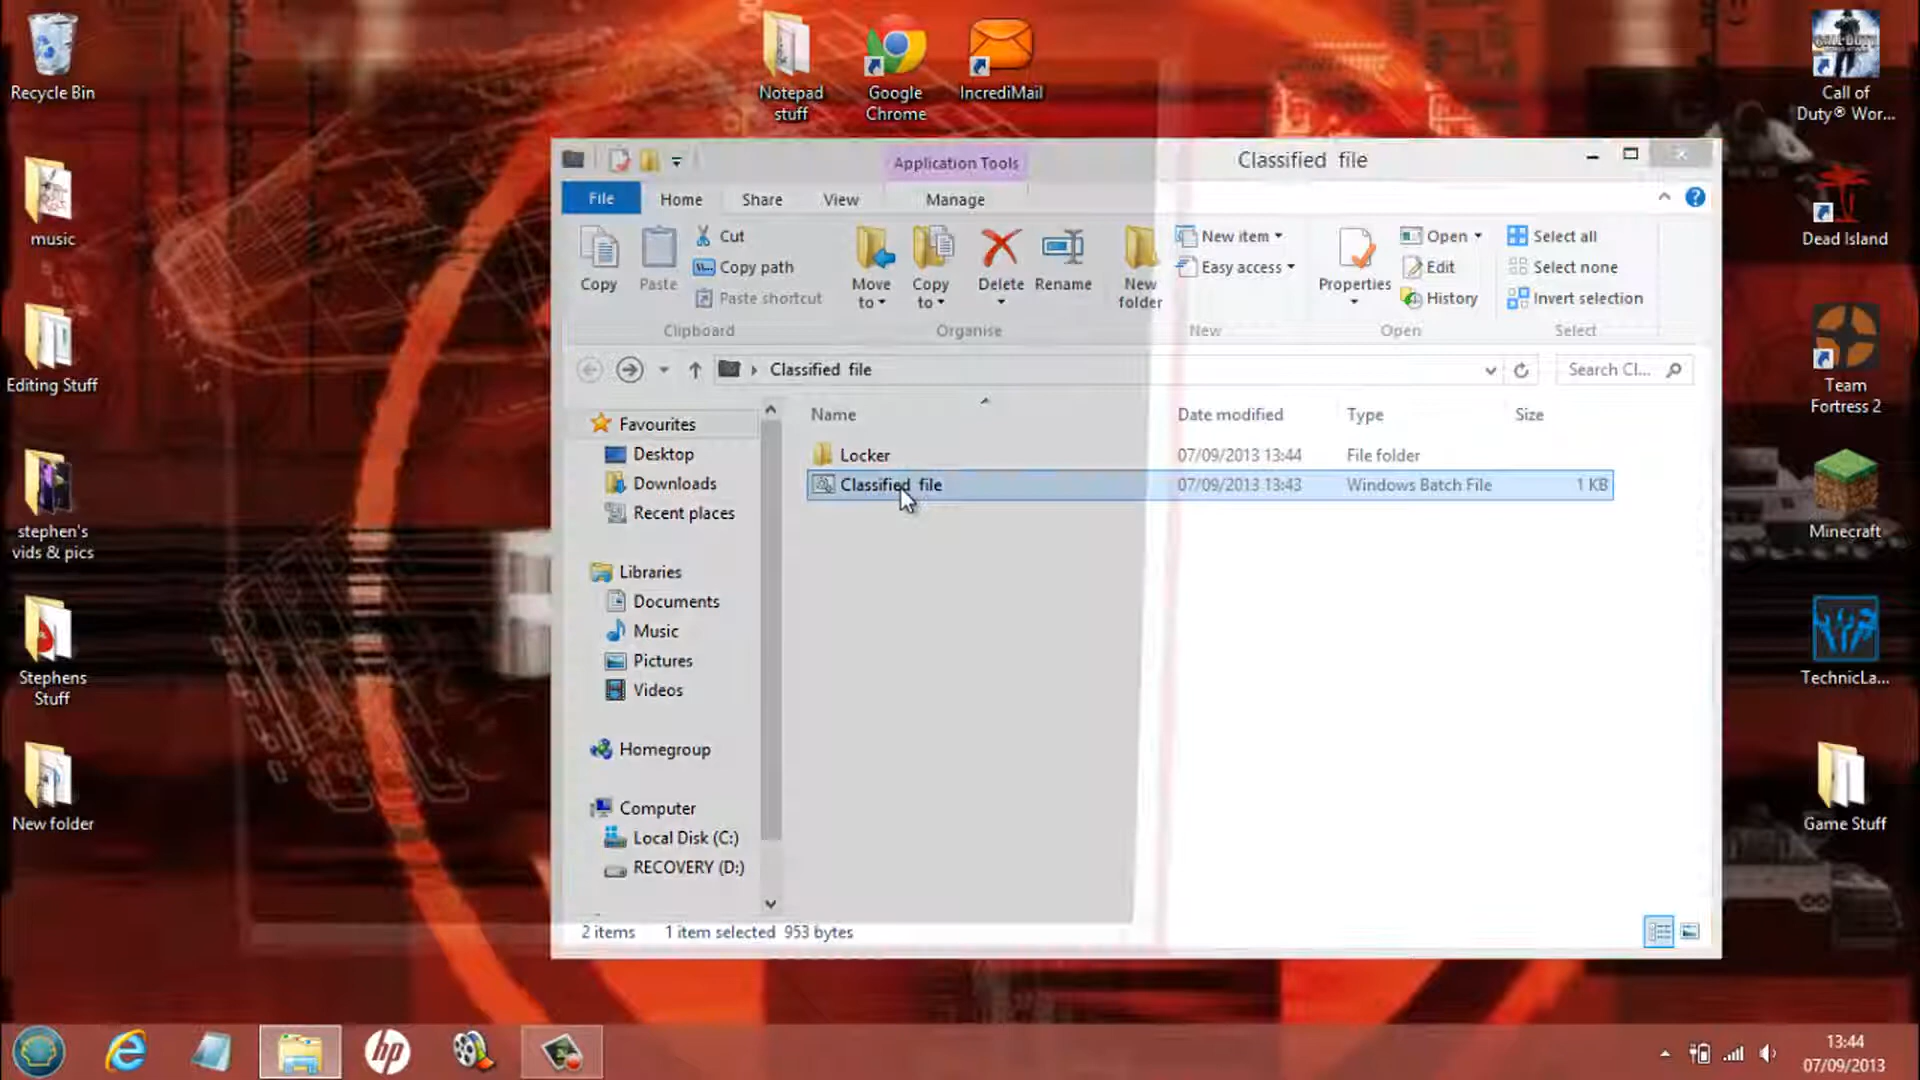 Recycle Bin
music
Editing Stuff
stephen's
vids & pics
Stephens
Stuff
New folder
Notepad
stuff
Google
Chrome
IncrediMail
Application Tools
Classified file
File
Home
Share
View
Manage
Copy
Paste
Cut
Copy path
Paste shortcut
Clipboard
Move
to
Copy
to
Delete
Rename
Organise
New
folder
New item
Easy access
New
Properties
Open
Edit
History
Open
Select all
Select none
Invert selection
Select
Classified file
Search Cl...
Favourites
Desktop
Downloads
Recent places
Libraries
Documents
Music
Pictures
Videos
Homegroup
Computer
Local Disk (C:)
RECOVERY (D:)
Name Date modified Type Size
Locker 07/09/2013 13:44 File folder
Classified file 07/09/2013 13:43 Windows Batch File 1 KB
2 items 1 item selected 953 bytes
Call of
Duty® Wor...
Dead Island
Team
Fortress 2
Minecraft
TechnicLa...
Game Stuff
hp
13:44
07/09/2013